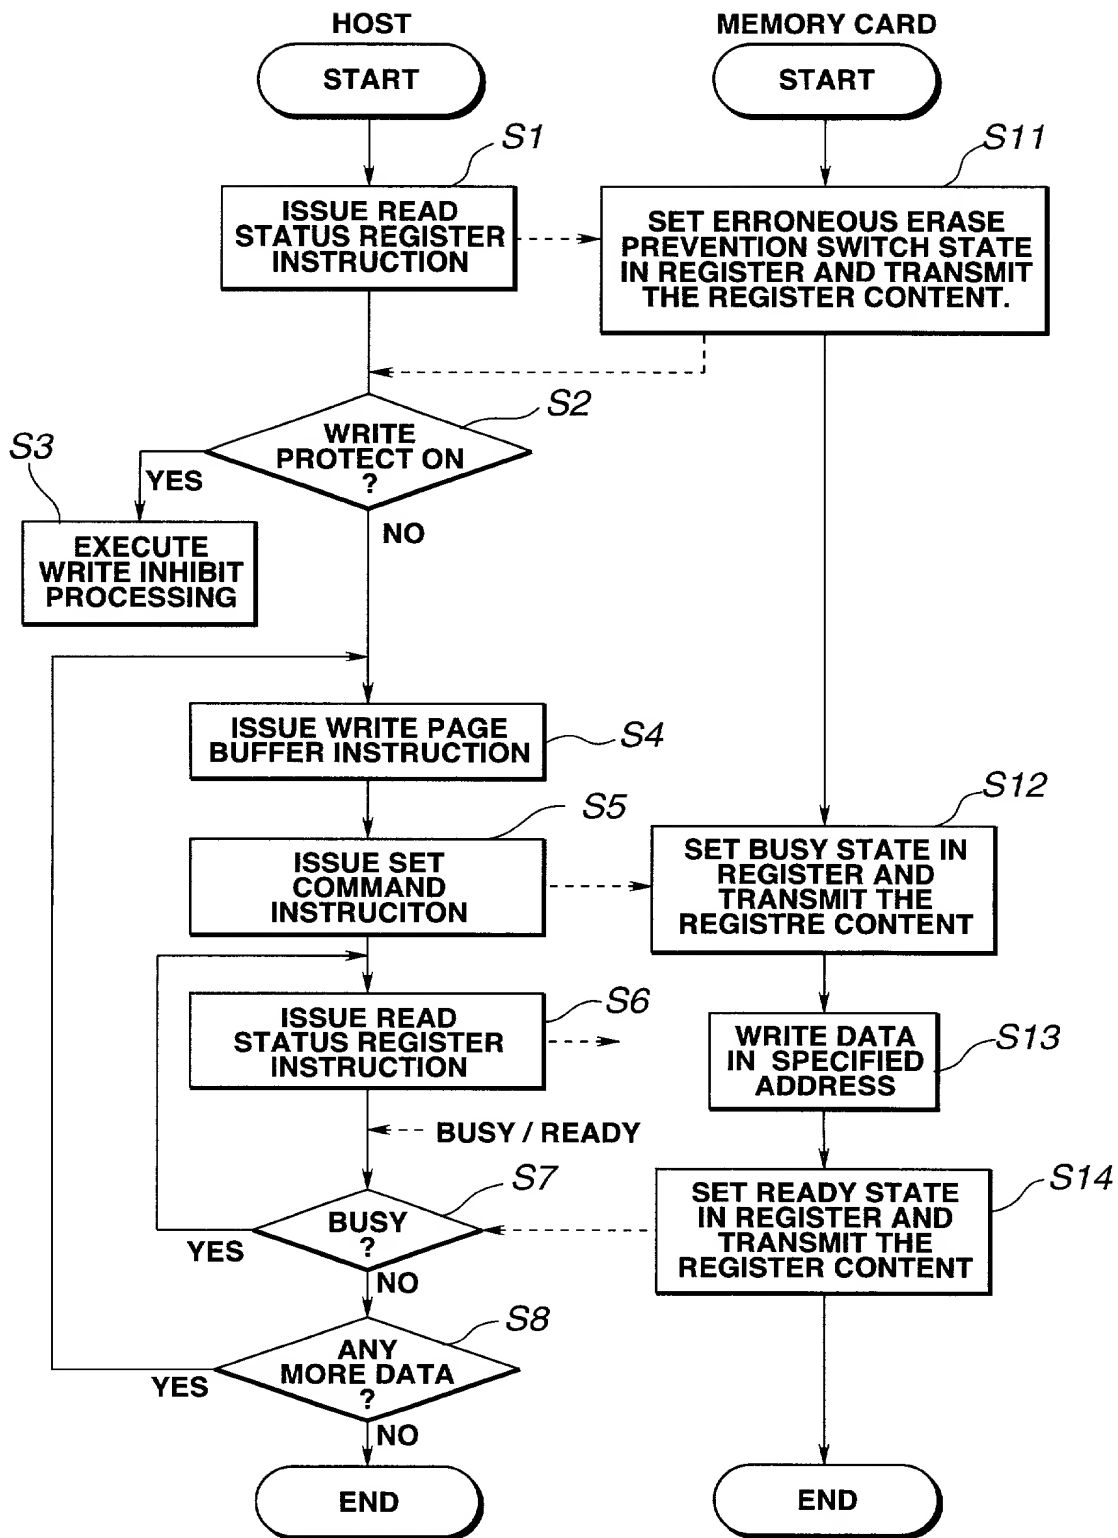 HOST
MEMORY CARD
START
START
S1
S11
ISSUE READ
STATUS REGISTER
INSTRUCTION
SET ERRONEOUS ERASE
PREVENTION SWITCH STATE
IN REGISTER AND TRANSMIT
THE REGISTER CONTENT.
S2
WRITE
PROTECT ON
?
S3
YES
NO
EXECUTE
WRITE INHIBIT
PROCESSING
ISSUE WRITE PAGE
BUFFER INSTRUCTION
S4
S5
S12
ISSUE SET
COMMAND
INSTRUCITON
SET BUSY STATE IN
REGISTER AND
TRANSMIT THE
REGISTRE CONTENT
S6
ISSUE READ
STATUS REGISTER
INSTRUCTION
WRITE DATA
IN SPECIFIED
ADDRESS
S13
BUSY / READY
S7
BUSY
?
YES
NO
S14
SET READY STATE
IN REGISTER AND
TRANSMIT THE
REGISTER CONTENT
S8
ANY
MORE DATA
?
YES
NO
END
END